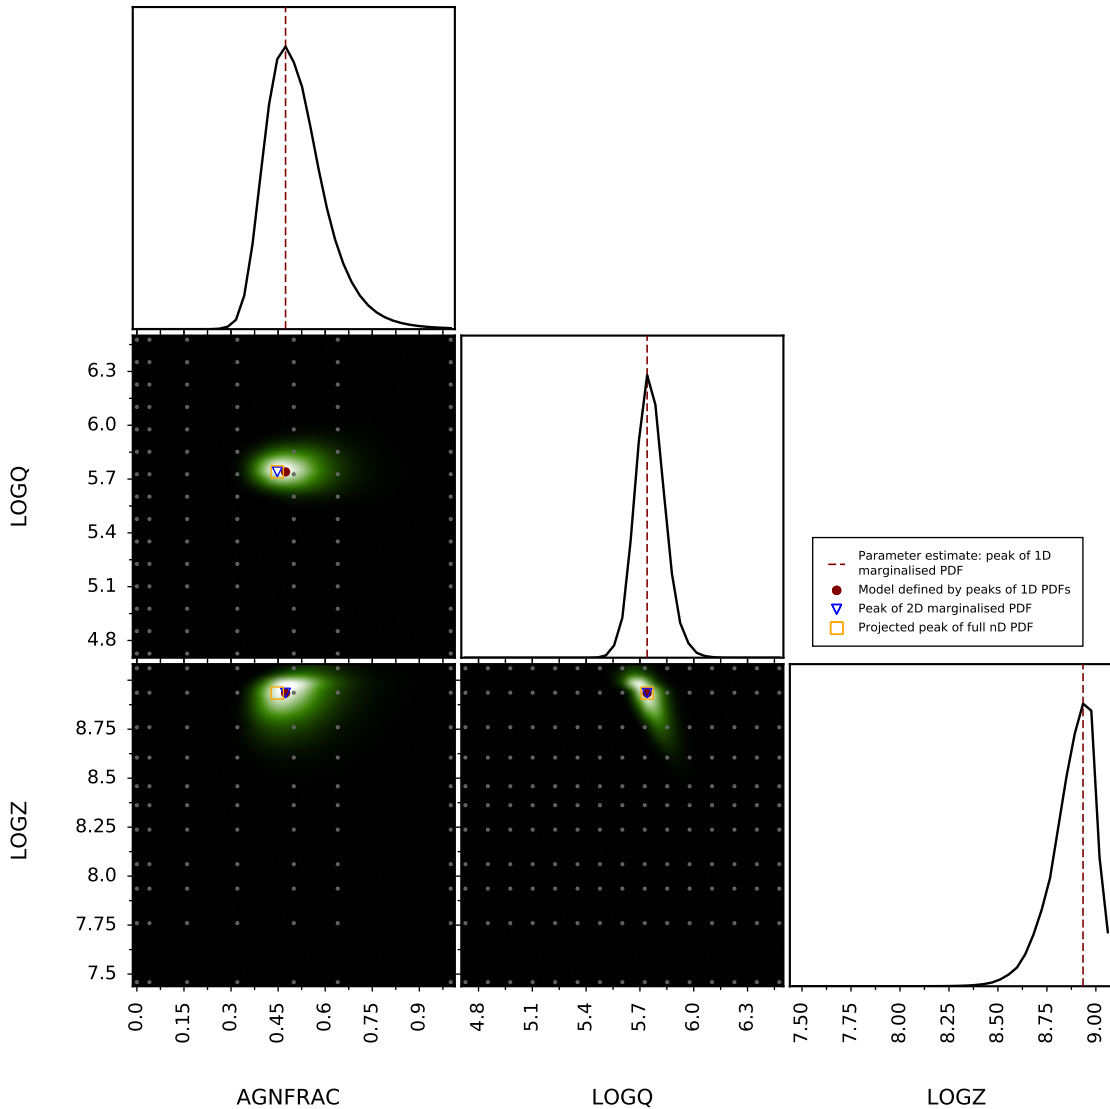 LOGQ
6.3
6.0
5.7
5.4
5.1
4.8
Parameter estimate: peak of 1D
marginalised PDF
Model defined by peaks of 1D PDFs
Peak of 2D marginalised PDF
Projected peak of full nD PDF
LOGZ
8.75
8.5
8.25
8.0
7.75
7.5
0.0 0.15 0.3 0.45 0.6 0.75 0.9
4.8 5.1 5.4 5.7 6.0 6.3
7.50 7.75 8.00 8.25 8.50 8.75 9.00
AGNFRAC
LOGQ
LOGZ